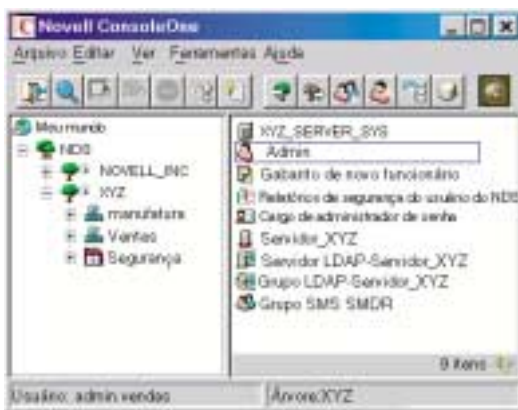 Novell ConsoleOne
Arquivo Editar Ver Ferramentas Ajuda
Meu mundo
NDS
NOVELL_INC
XYZ
manufatura
Ventas
Segurança
XYZ_SERVER_SYS
Admin
Gabarito de novo funcionário
Relatórios de segurança do usuário do NDS
Cargo de administrador de senha
Servidor_XYZ
Servidor LDAP-Servidor_XYZ
Grupo LDAP-Servidor_XYZ
Grupo SMS SMDR
9 itens
Usuário: admin.vendas
Árvore:XYZ